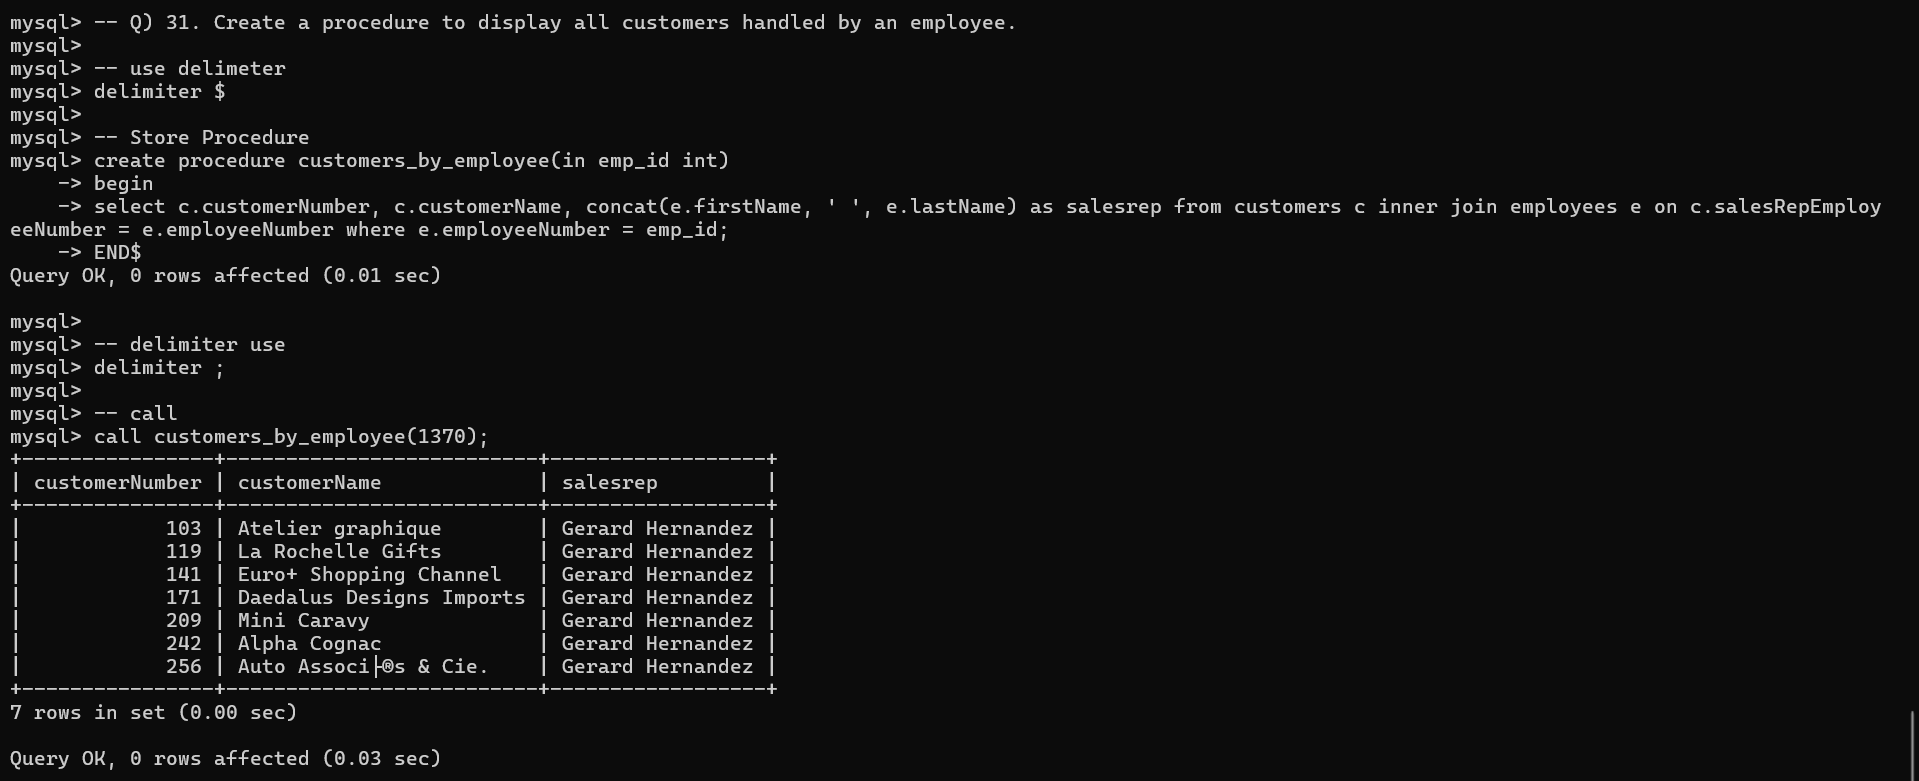 mysql> -- Q) 31. Create a procedure to display all customers handled by an employee.
mysql>
mysql> -- use delimeter
mysql> delimiter $
mysql>
mysql> -- Store Procedure
mysql> create procedure customers_by_employee(in emp_id int)
    -> begin
    -> select c.customerNumber, c.customerName, concat(e.firstName, ' ', e.lastName) as salesrep from customers c inner join employees e on c.salesRepEmploy
eeNumber = e.employeeNumber where e.employeeNumber = emp_id;
    -> END$
Query OK, 0 rows affected (0.01 sec)

mysql>
mysql> -- delimiter use
mysql> delimiter ;
mysql>
mysql> -- call
mysql> call customers_by_employee(1370);
+----------------+--------------------------+------------------+
| customerNumber | customerName             | salesrep         |
+----------------+--------------------------+------------------+
|            103 | Atelier graphique        | Gerard Hernandez |
|            119 | La Rochelle Gifts        | Gerard Hernandez |
|            141 | Euro+ Shopping Channel   | Gerard Hernandez |
|            171 | Daedalus Designs Imports | Gerard Hernandez |
|            209 | Mini Caravy              | Gerard Hernandez |
|            242 | Alpha Cognac             | Gerard Hernandez |
|            256 | Auto Associ├®s & Cie.    | Gerard Hernandez |
+----------------+--------------------------+------------------+
7 rows in set (0.00 sec)

Query OK, 0 rows affected (0.03 sec)